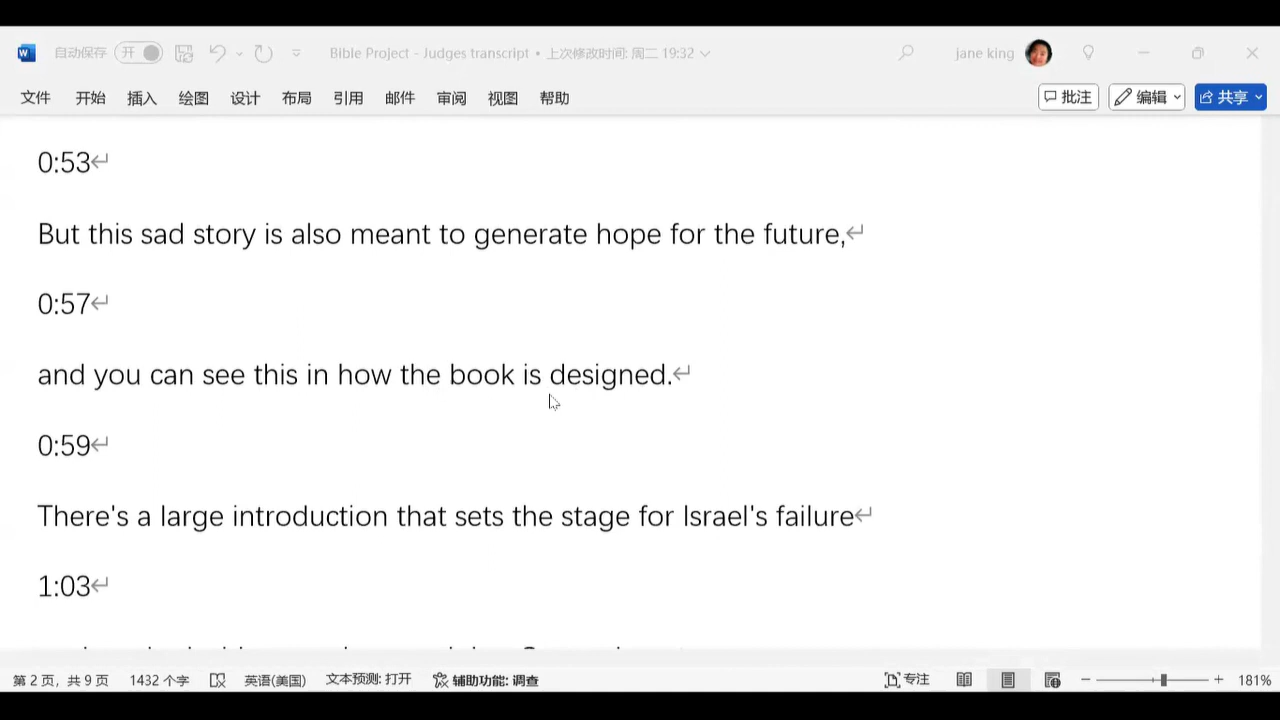 自动保存 开 Bible Project - Judges transcript • 上次修改时间: 周二 19:32 jane king
文件 开始 插入 绘图 设计 布局 引用 邮件 审阅 视图 帮助 批注 编辑 共享
0:53
But this sad story is also meant to generate hope for the future,
0:57
and you can see this in how the book is designed.
0:59
There's a large introduction that sets the stage for Israel's failure
1:03
第 2 页, 共 9 页 1432 个字 英语(美国) 文本预测: 打开 辅助功能: 调查 专注 181%